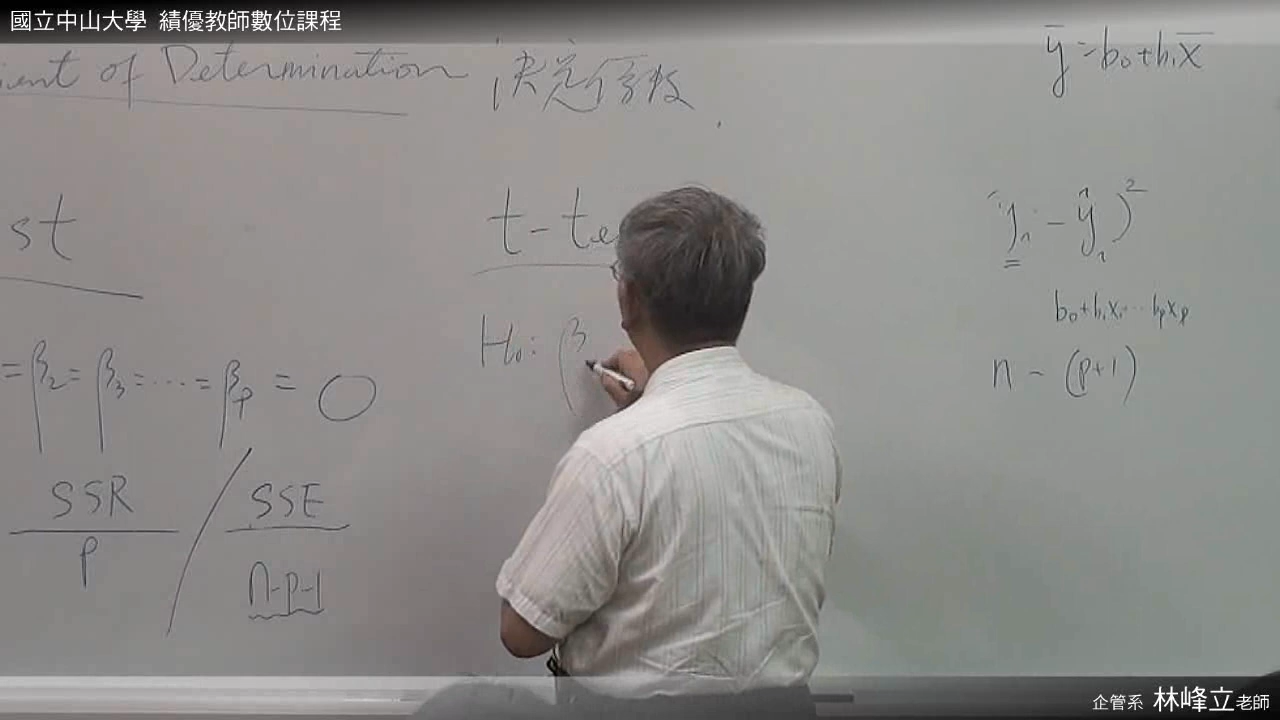 國立中山大學 績優教師數位課程
ient of Determination 決定係數
ȳ = b₀+b₁x̄
st
t-te
(yᵢ - ŷᵢ)²
b₀+b₁x₁...bₚxₚ
H₀: β
= β₂ = β₃ = ... = βₚ = 0
n - (p+1)
SSR / SSE
p n-p-1
企管系 林峰立老師